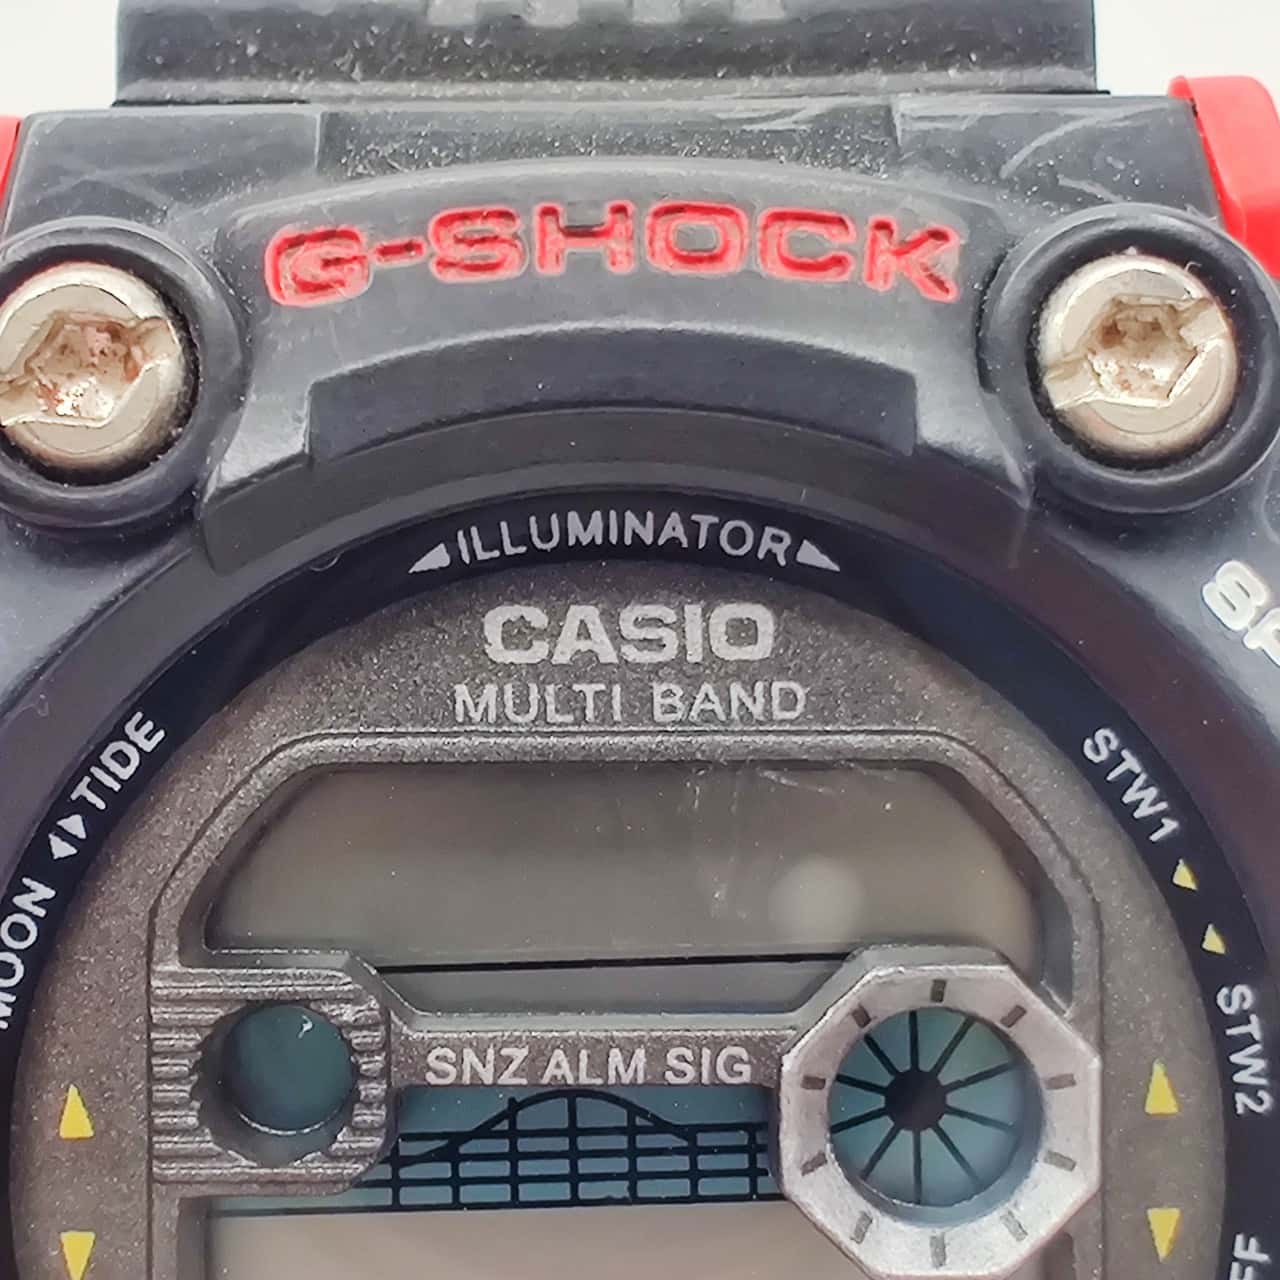 G-SHOCK
ILLUMINATOR
CASIO
MULTI BAND
TIDE
MOON
STW1
STW2
SNZ ALM SIG